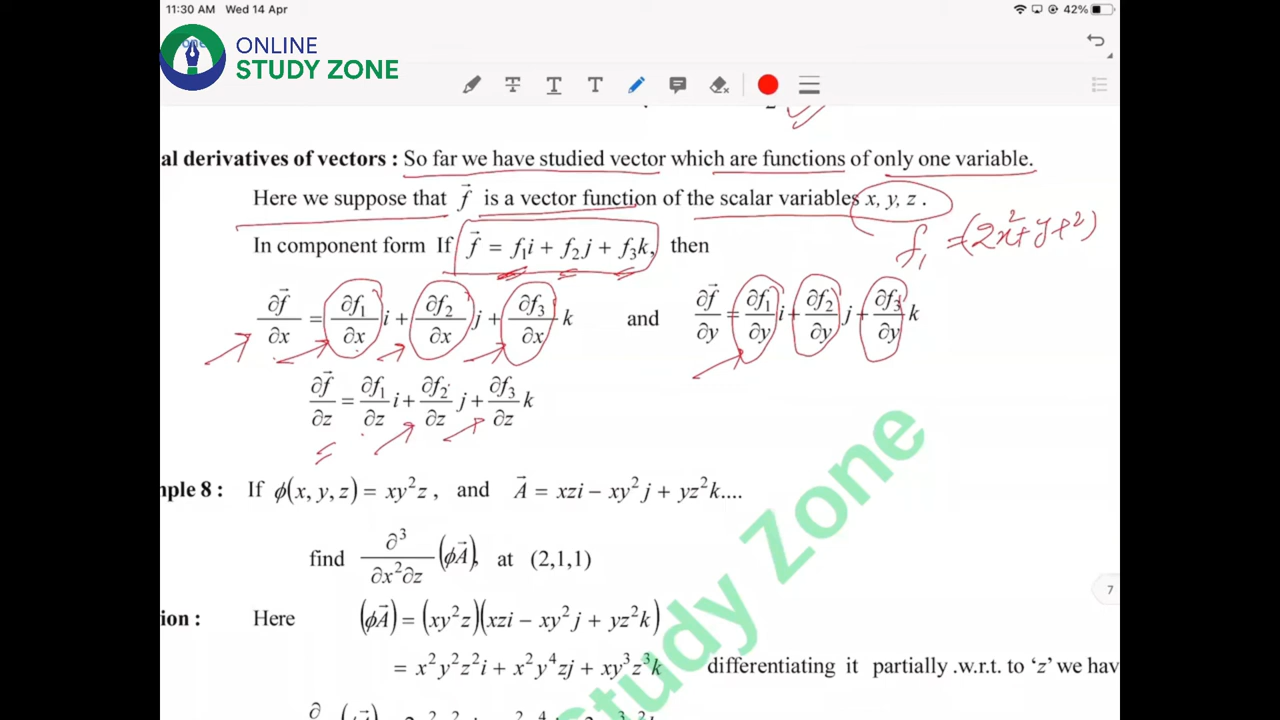 11:30 AM Wed 14 Apr 42%
ONLINE
STUDY ZONE
al derivatives of vectors : So far we have studied vector which are functions of only one variable.
Here we suppose that f⃗ is a vector function of the scalar variables x, y, z .
In component form If f⃗ = f₁i + f₂j + f₃k, then
f₁ =(2x²+y+2)
∂f⃗/∂x = ∂f₁/∂x i + ∂f₂/∂x j + ∂f₃/∂x k and ∂f⃗/∂y = ∂f₁/∂y i + ∂f₂/∂y j + ∂f₃/∂y k
∂f⃗/∂z = ∂f₁/∂z i + ∂f₂/∂z j + ∂f₃/∂z k
mple 8 : If ϕ(x, y, z) = xy²z , and A⃗ = xzi − xy²j + yz²k....
find ∂³/∂x²∂z (ϕA⃗), at (2,1,1)
7
tion : Here (ϕA⃗) = (xy²z)(xzi − xy²j + yz²k)
= x²y²z²i + x²y⁴zj + xy³z³k differentiating it partially .w.r.t. to ‘z’ we hav
Study Zone